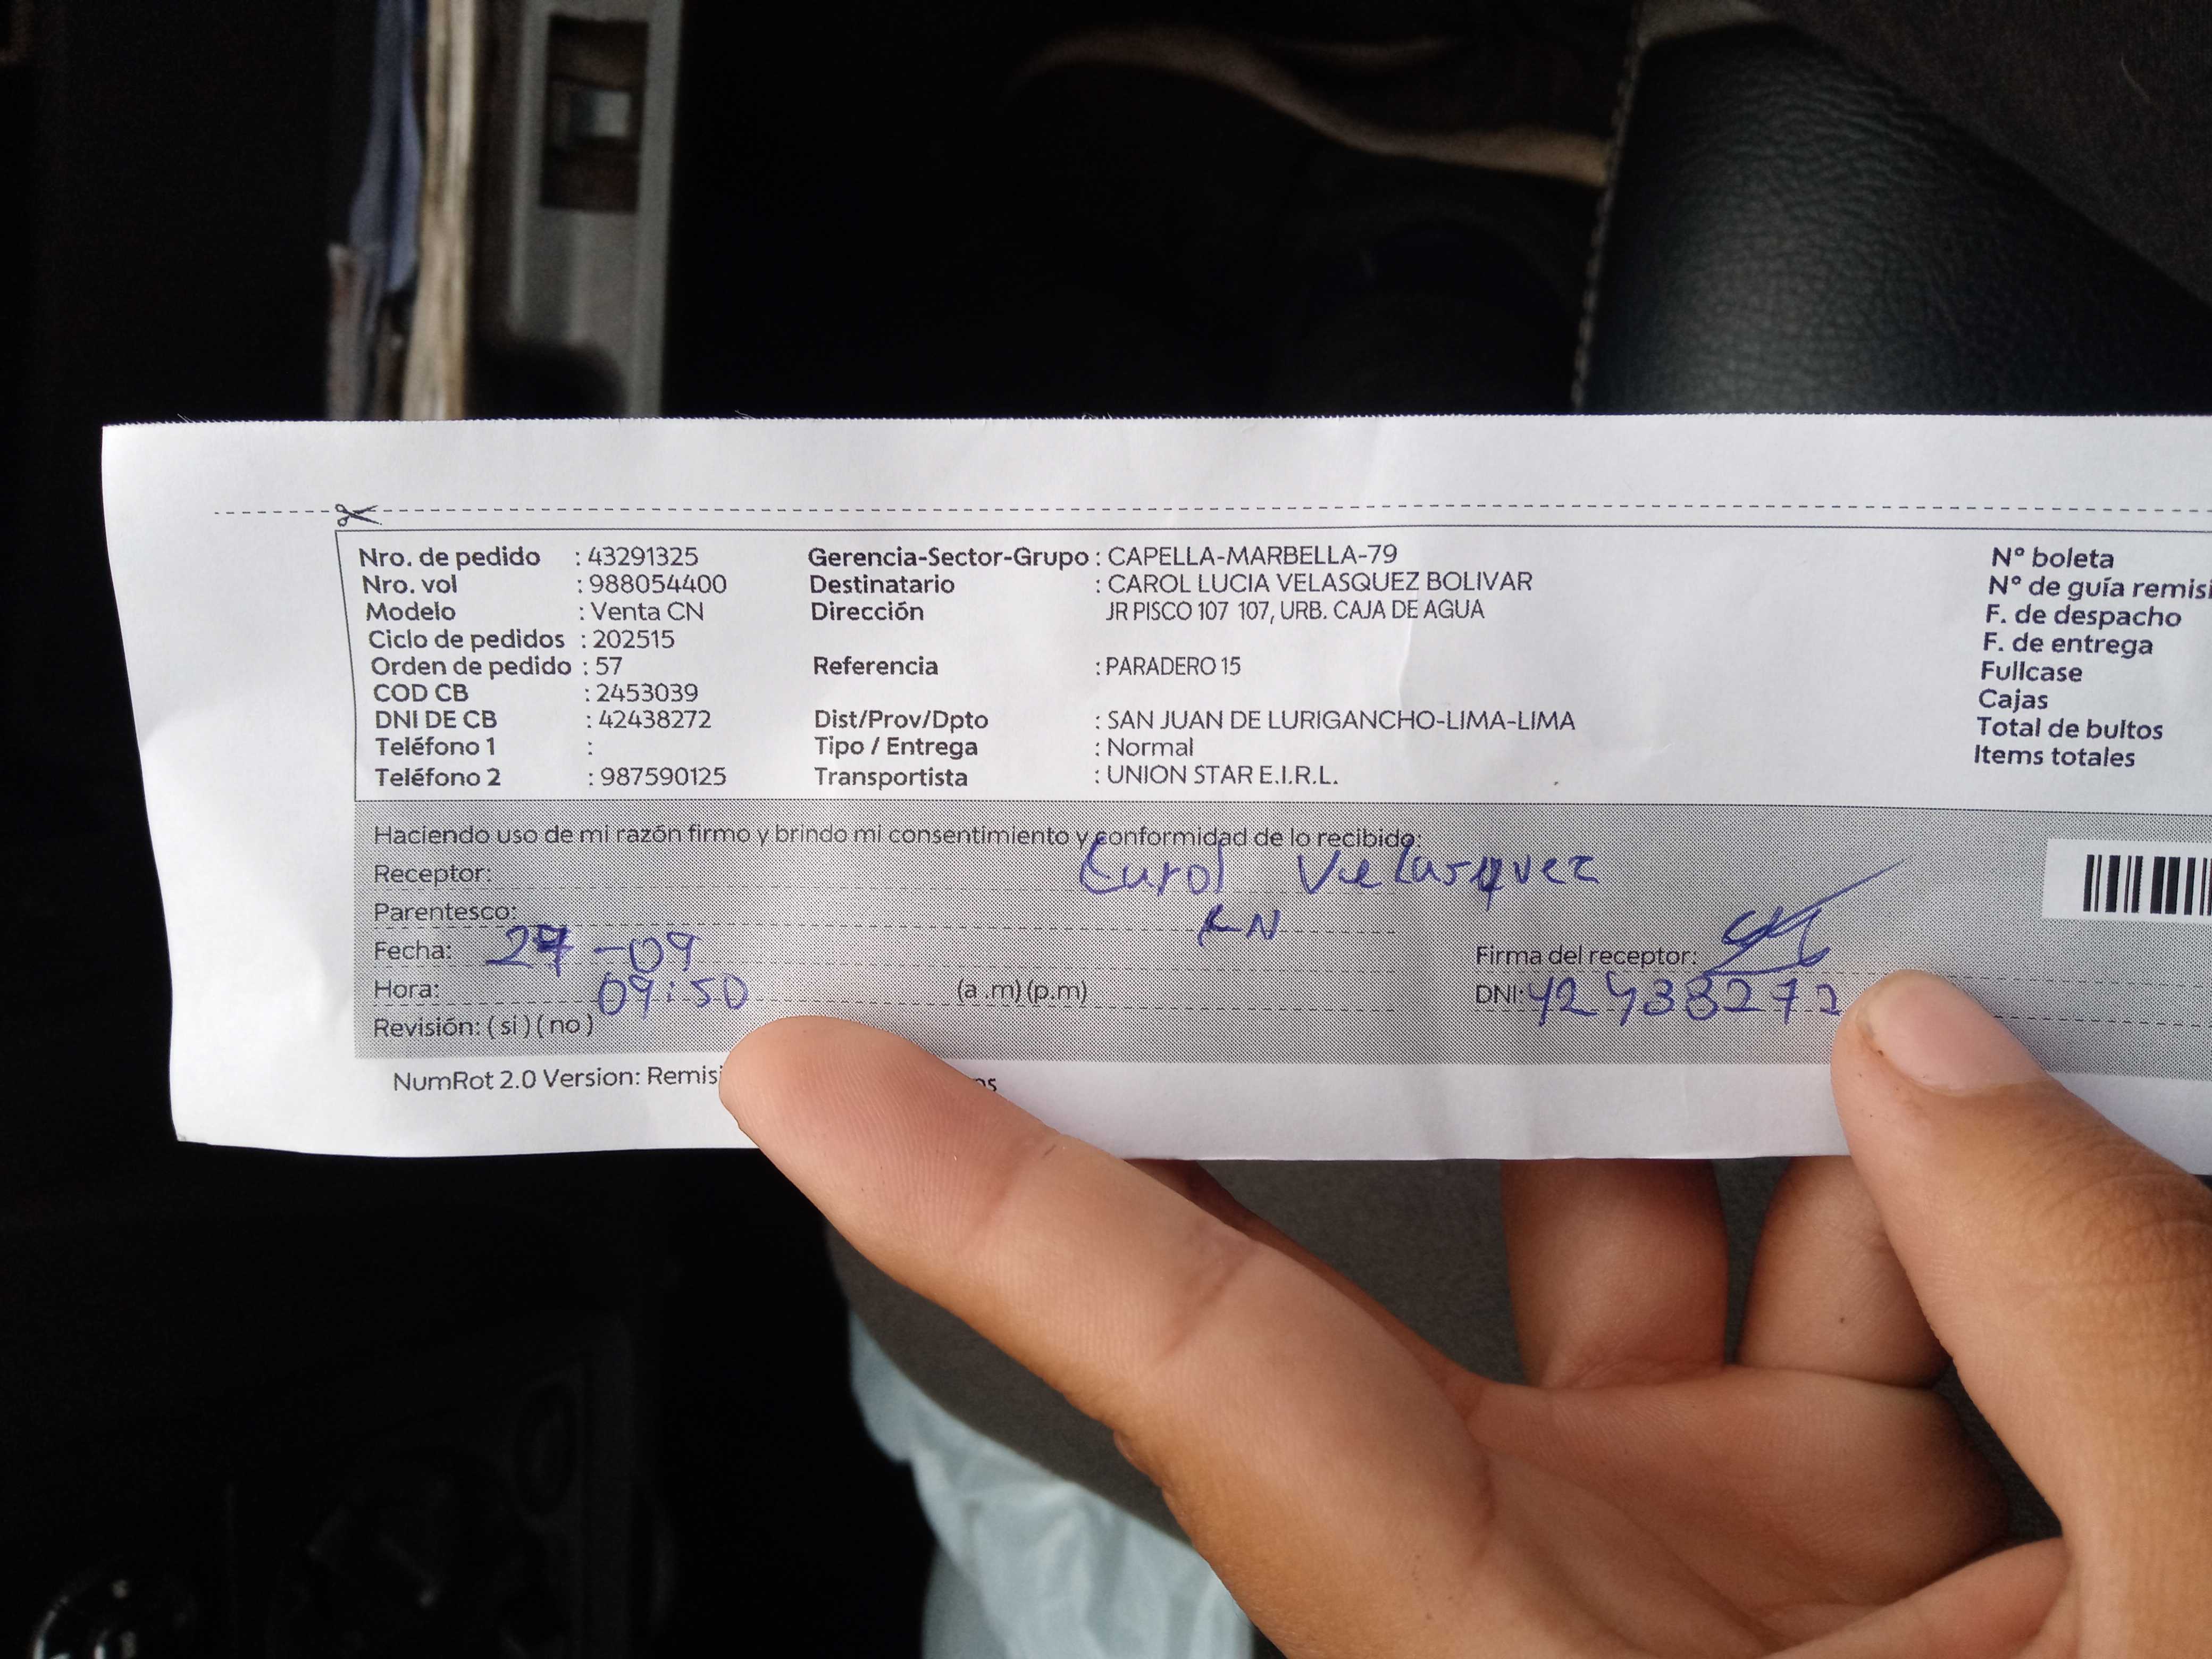 Nro. de pedido : 43291325 Gerencia-Sector-Grupo : CAPELLA-MARBELLA-79 N° boleta
Nro. vol : 988054400 Destinatario : CAROL LUCIA VELASQUEZ BOLIVAR N° de guía remisi
Modelo : Venta CN Dirección JR PISCO 107 107, URB. CAJA DE AGUA F. de despacho
Ciclo de pedidos : 202515 F. de entrega
Orden de pedido : 57 Referencia : PARADERO 15 Fullcase
COD CB : 2453039 Cajas
DNI DE CB : 42438272 Dist/Prov/Dpto : SAN JUAN DE LURIGANCHO-LIMA-LIMA Total de bultos
Teléfono 1 : Tipo / Entrega : Normal Items totales
Teléfono 2 : 987590125 Transportista : UNION STAR E.I.R.L.
Haciendo uso de mi razón firmo y brindo mi consentimiento y conformidad de lo recibido:
Receptor: Carol Velasquez
Parentesco:
Fecha: 27-09 Firma del receptor:
Hora: 09:50 (a .m) (p.m) DNI: 42438272
Revisión: ( si ) ( no )
NumRot 2.0 Version: Remisi